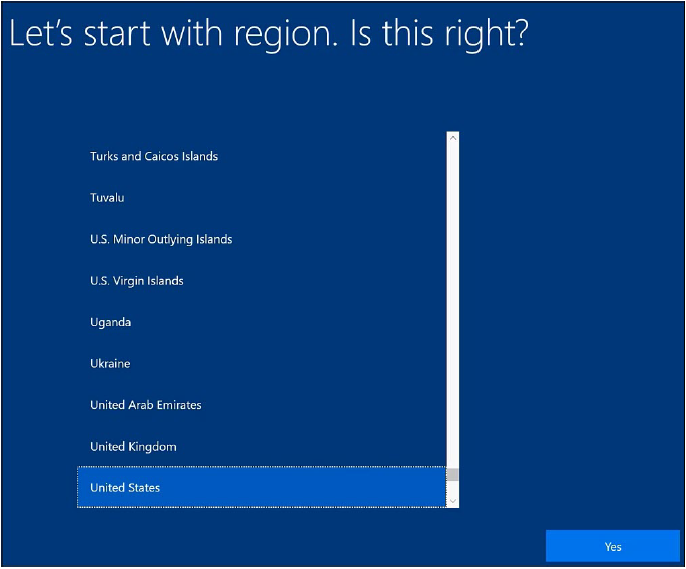 Let's start with region. Is this right?
Turks and Caicos Islands
Tuvalu
U.S. Minor Outlying Islands
U.S. Virgin Islands
Uganda
Ukraine
United Arab Emirates
United Kingdom
United States
Yes